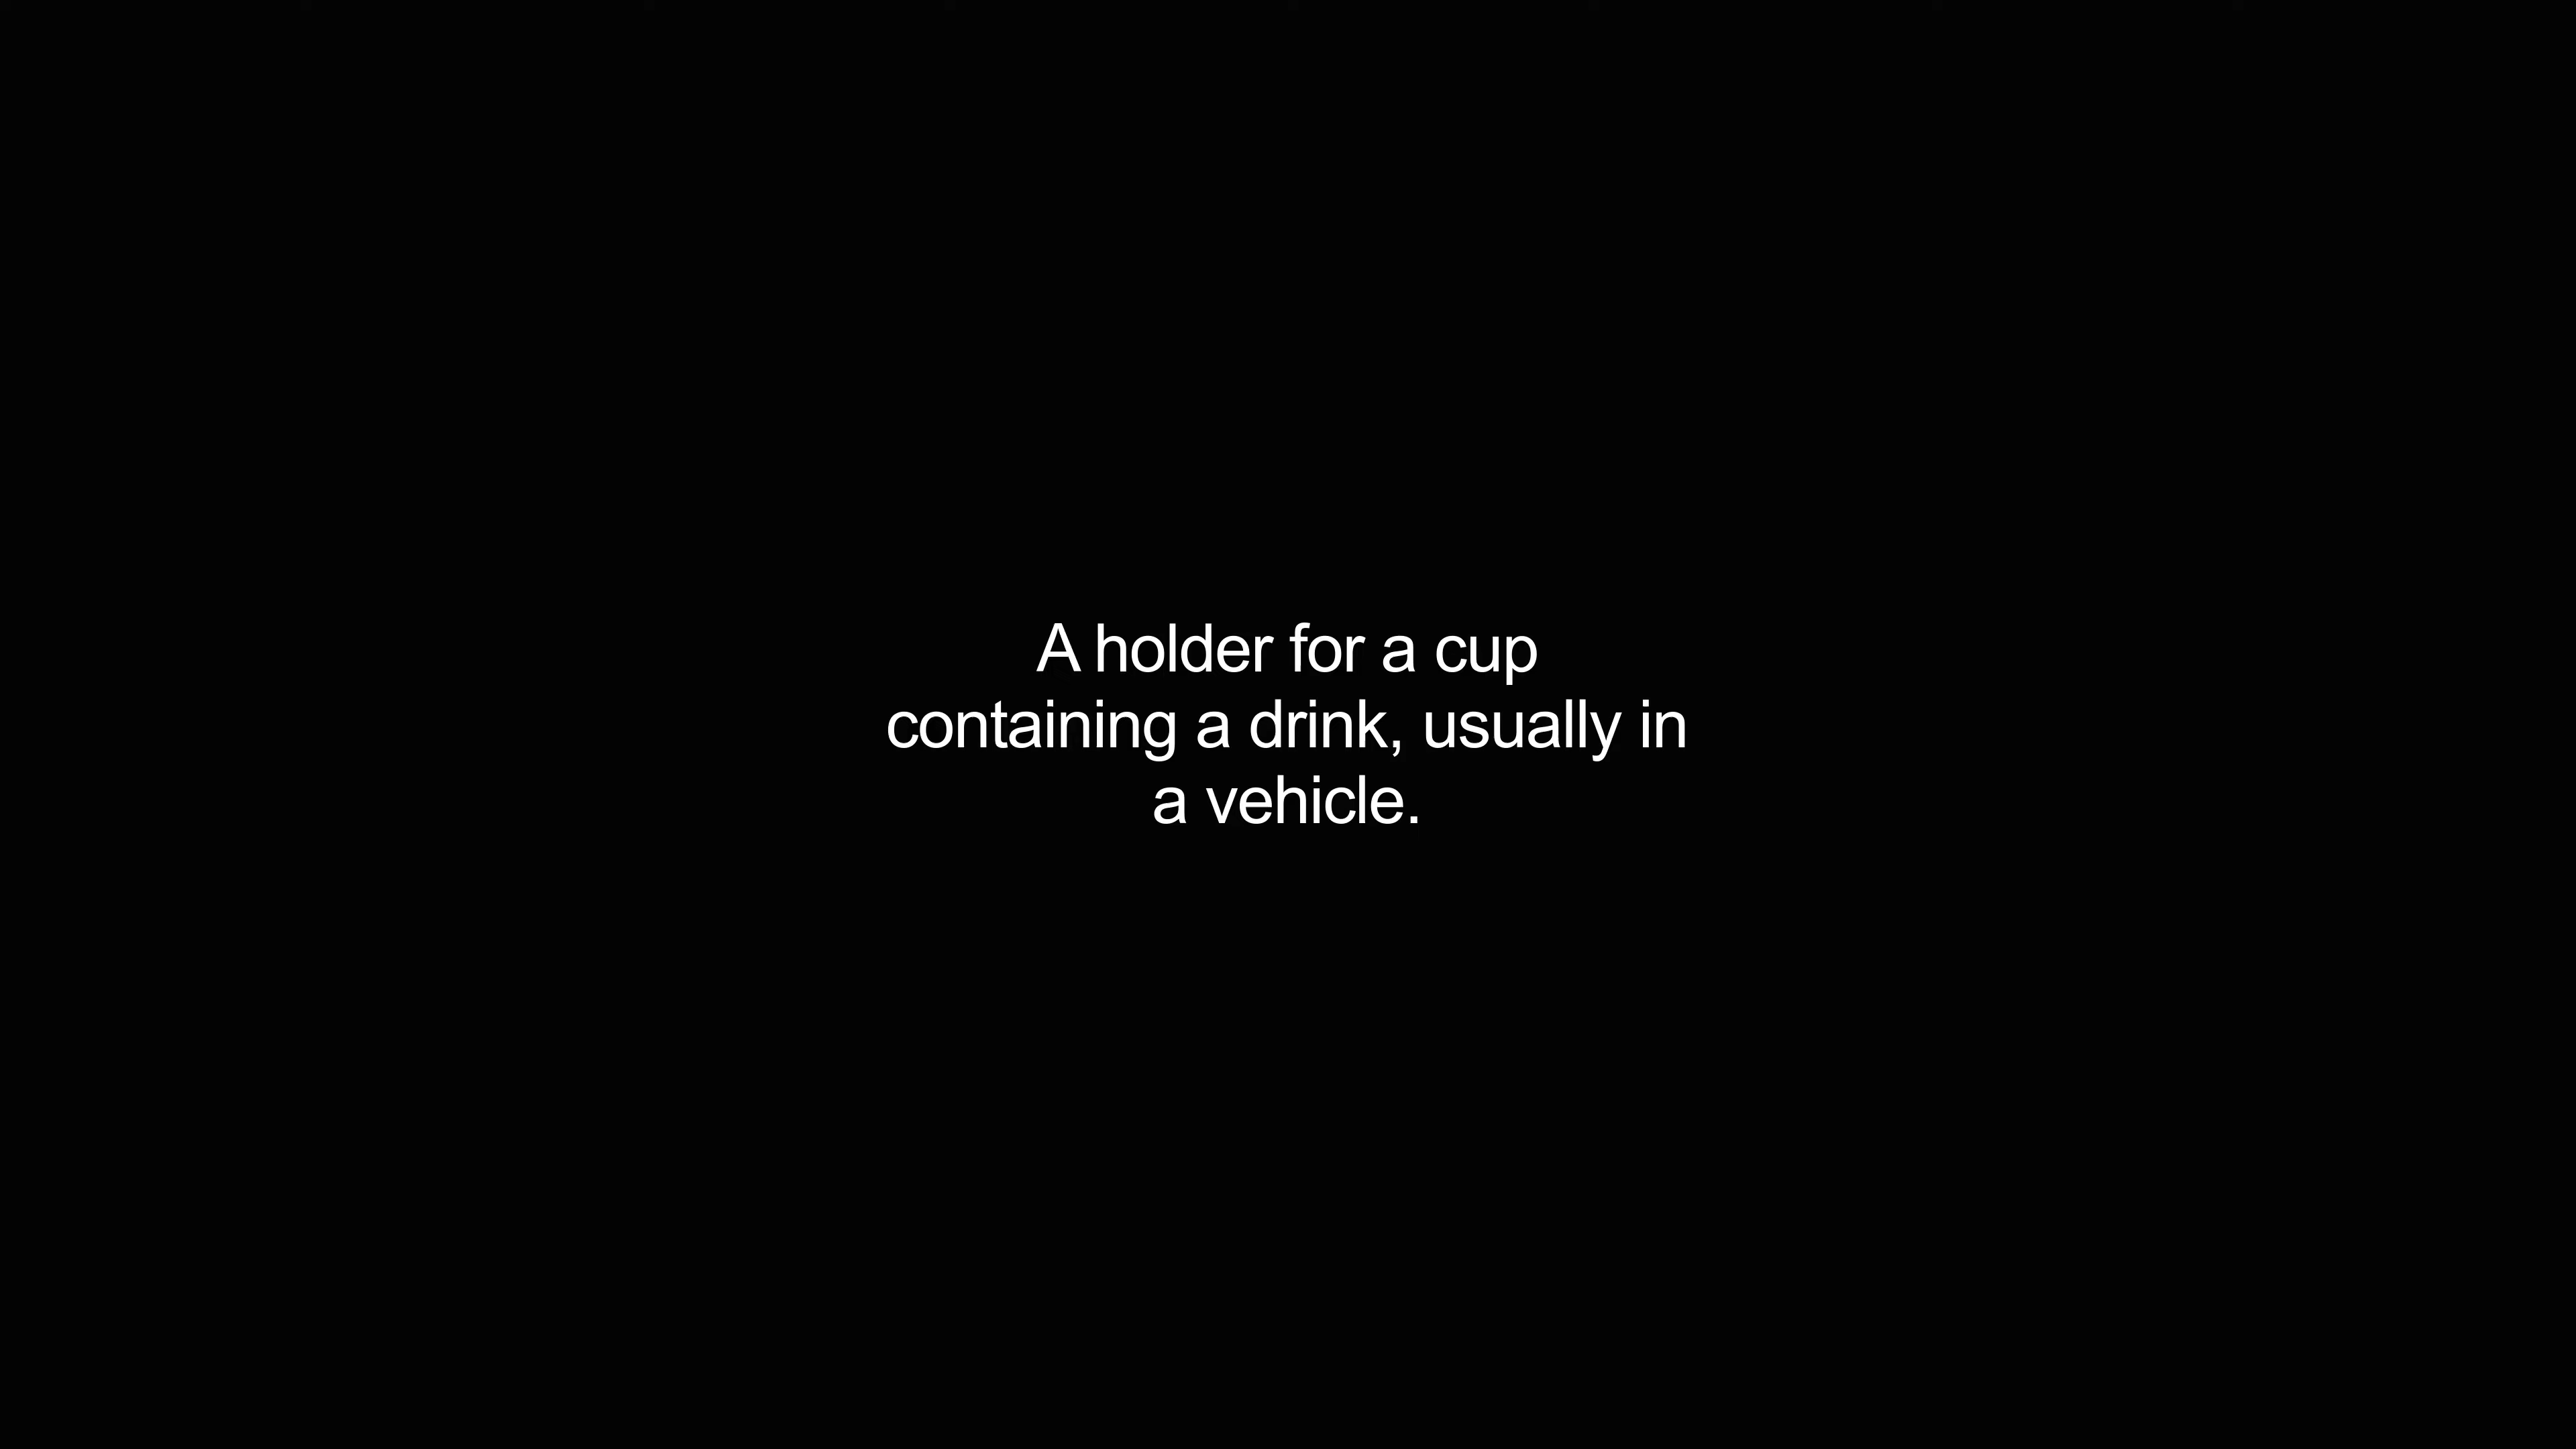 A holder for a cup
containing a drink, usually in
a vehicle.